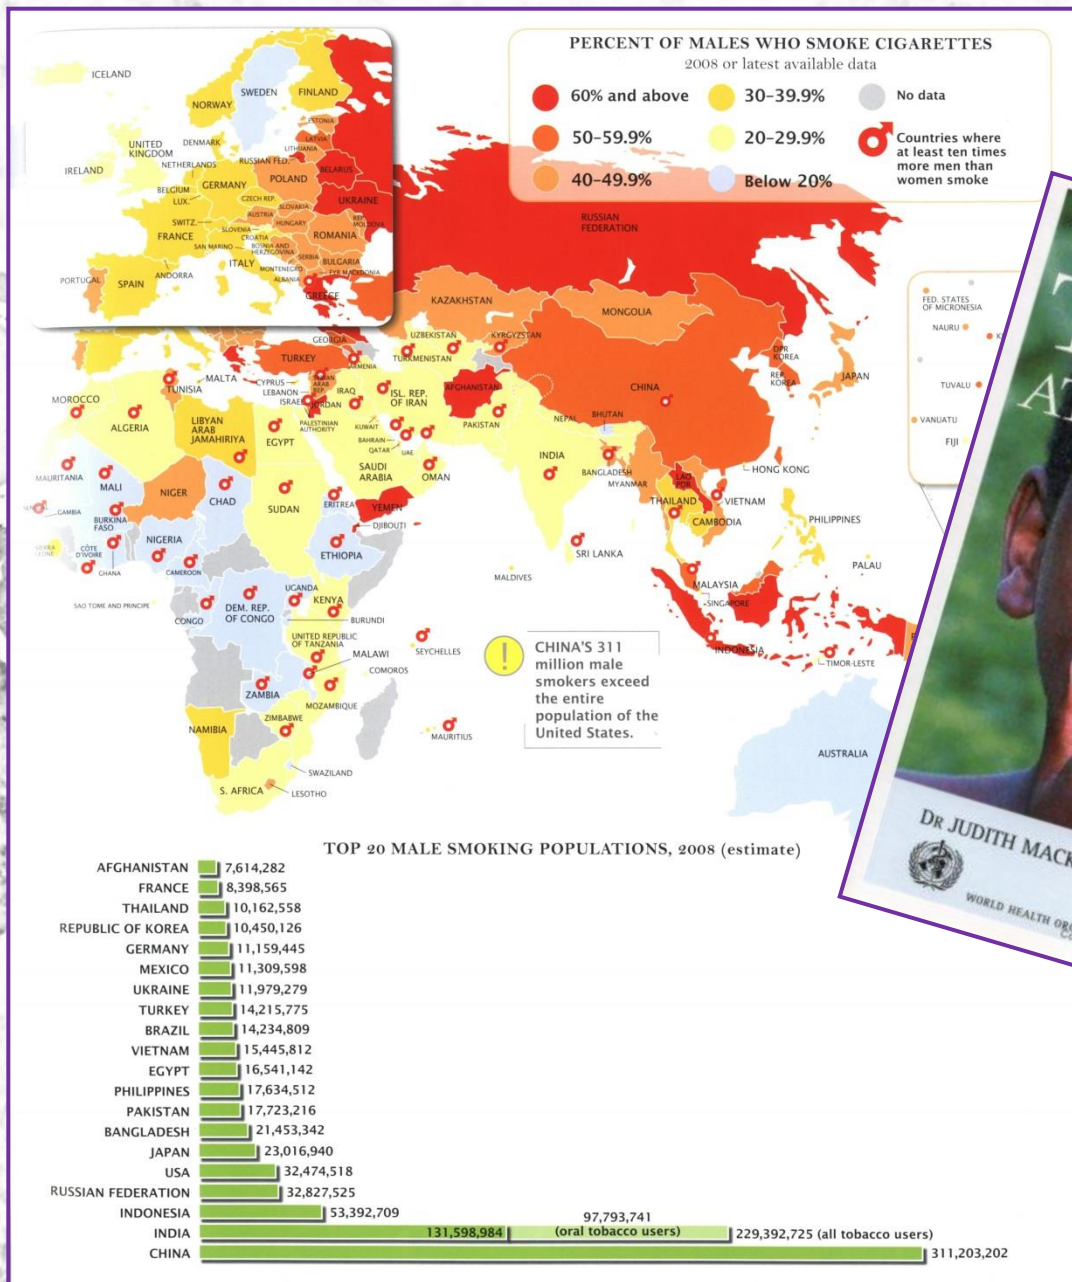 PERCENT OF MALES WHO SMOKE CIGARETTES
2008 or latest available data
60% and above
30–39.9%
No data
50–59.9%
20–29.9%
Countries where
at least ten times
more men than
women smoke
40–49.9%
Below 20%
ICELAND
NORWAY
SWEDEN
FINLAND
ESTONIA
LATVIA
LITHUANIA
UNITED
KINGDOM
DENMARK
NETHERLANDS
RUSSIAN FED.
BELARUS
IRELAND
BELGIUM
LUX.
GERMANY
POLAND
UKRAINE
CZECH REP.
SLOVAKIA
AUSTRIA
HUNGARY
REP.
MOLDOVA
SWITZ.
SLOVENIA
CROATIA
ROMANIA
FRANCE
SAN MARINO
BOSNIA AND
HERZEGOVINA
SERBIA
BULGARIA
ITALY
MONTENEGRO
ALBANIA
FYR MACEDONIA
PORTUGAL
SPAIN
ANDORRA
GREECE
RUSSIAN
FEDERATION
KAZAKHSTAN
MONGOLIA
GEORGIA
UZBEKISTAN
KYRGYZSTAN
TURKEY
ARMENIA
TURKMENISTAN
DPR
KOREA
REP.
KOREA
JAPAN
CHINA
TUNISIA
MALTA
CYPRUS
LEBANON
ISRAEL
ARAB
REP.
IRAQ
ISL. REP.
OF IRAN
AFGHANISTAN
MOROCCO
ALGERIA
LIBYAN
ARAB
JAMAHIRIYA
EGYPT
JORDAN
PALESTINIAN
AUTHORITY
KUWAIT
BAHRAIN
QATAR
UAE
PAKISTAN
NEPAL
BHUTAN
INDIA
BANGLADESH
MYANMAR
HONG KONG
SAUDI
ARABIA
OMAN
MAURITANIA
MALI
NIGER
CHAD
SUDAN
ERITREA
YEMEN
DJIBOUTI
LAO
PDR
THAILAND
VIETNAM
CAMBODIA
PHILIPPINES
GAMBIA
BURKINA
FASO
NIGERIA
ETHIOPIA
SRI LANKA
MALDIVES
PALAU
CÔTE
D'IVOIRE
GHANA
CAMEROON
MALAYSIA
SINGAPORE
SAO TOME AND PRINCIPE
CONGO
DEM. REP.
OF CONGO
UGANDA
KENYA
BURUNDI
UNITED REPUBLIC
OF TANZANIA
MALAWI
COMOROS
SEYCHELLES
INDONESIA
TIMOR-LESTE
ZAMBIA
MOZAMBIQUE
ZIMBABWE
NAMIBIA
MAURITIUS
SWAZILAND
S. AFRICA
LESOTHO
AUSTRALIA
FED. STATES
OF MICRONESIA
NAURU
TUVALU
VANUATU
FIJI
!
CHINA'S 311
million male
smokers exceed
the entire
population of the
United States.
DR JUDITH MACK
WORLD HEALTH ORG
TOP 20 MALE SMOKING POPULATIONS, 2008 (estimate)
AFGHANISTAN 7,614,282
FRANCE 8,398,565
THAILAND 10,162,558
REPUBLIC OF KOREA 10,450,126
GERMANY 11,159,445
MEXICO 11,309,598
UKRAINE 11,979,279
TURKEY 14,215,775
BRAZIL 14,234,809
VIETNAM 15,445,812
EGYPT 16,541,142
PHILIPPINES 17,634,512
PAKISTAN 17,723,216
BANGLADESH 21,453,342
JAPAN 23,016,940
USA 32,474,518
RUSSIAN FEDERATION 32,827,525
INDONESIA 53,392,709
INDIA 131,598,984 97,793,741 (oral tobacco users) 229,392,725 (all tobacco users)
CHINA 311,203,202